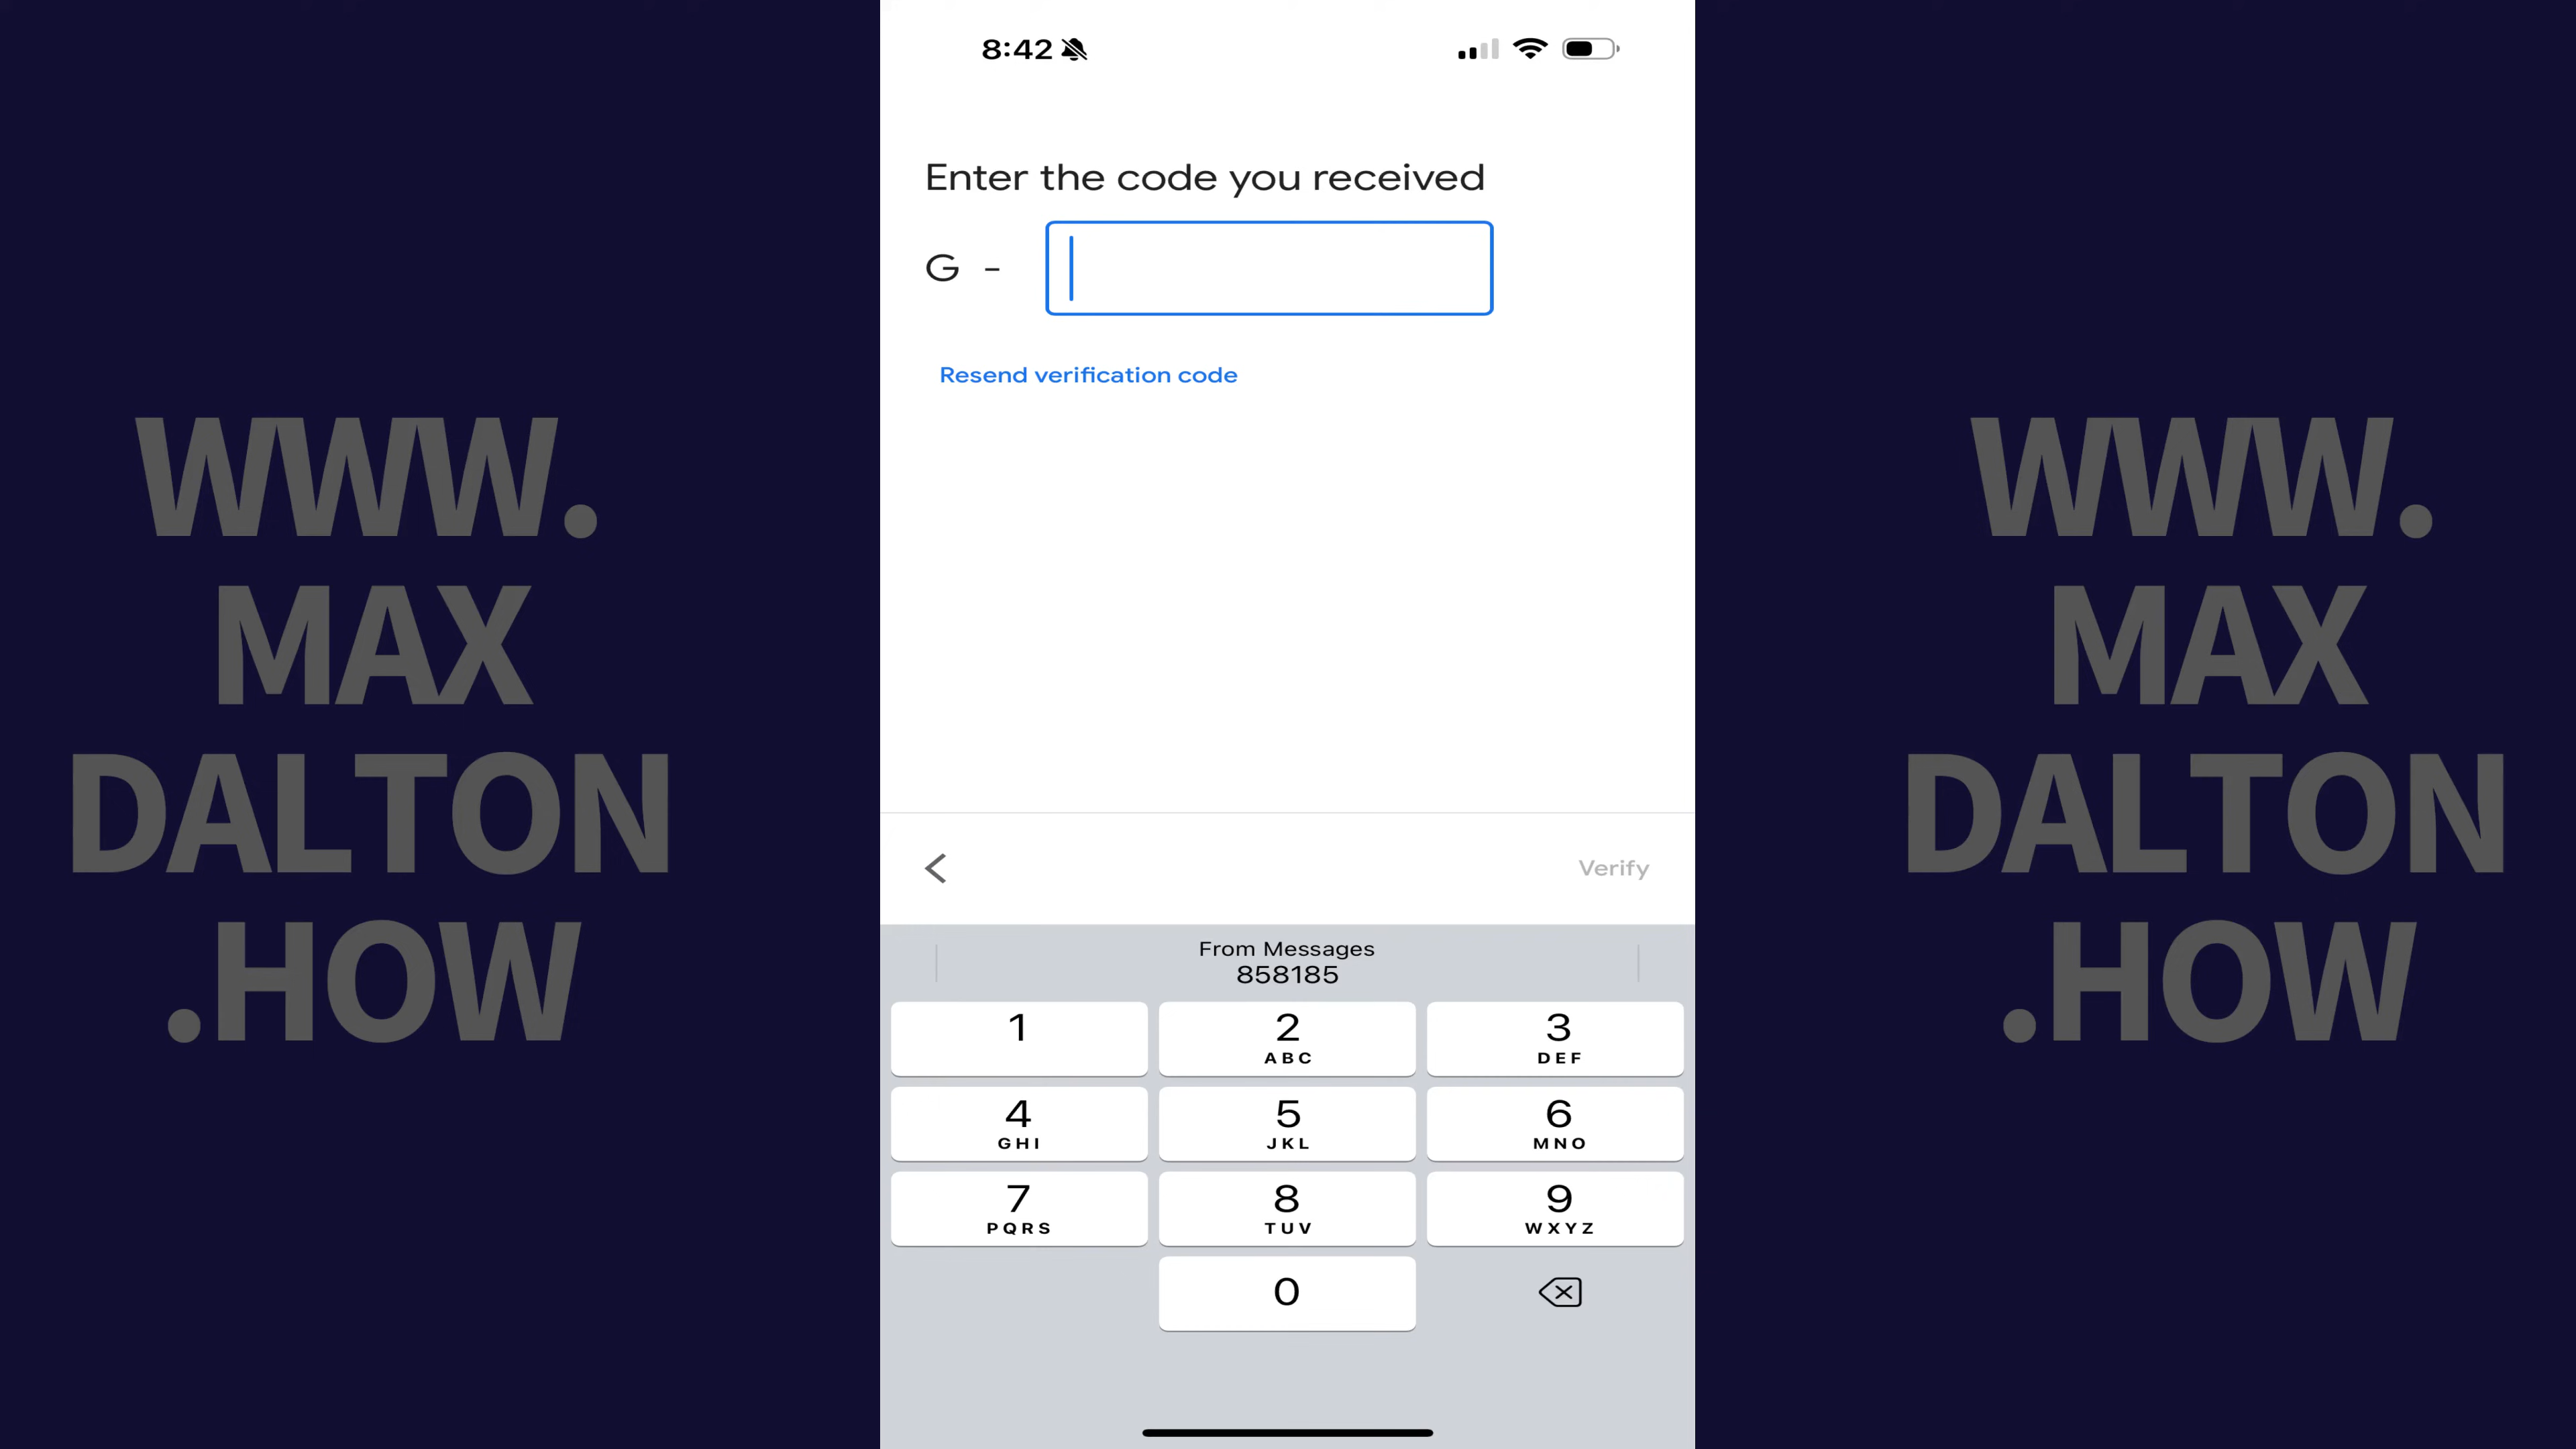 8:42
Enter the code you received
G -
Resend verification code
WWW.
MAX
DALTON
.HOW
WWW.
MAX
DALTON
.HOW
Verify
From Messages
858185
1
2
ABC
3
DEF
4
GHI
5
JKL
6
MNO
7
PQRS
8
TUV
9
WXYZ
0